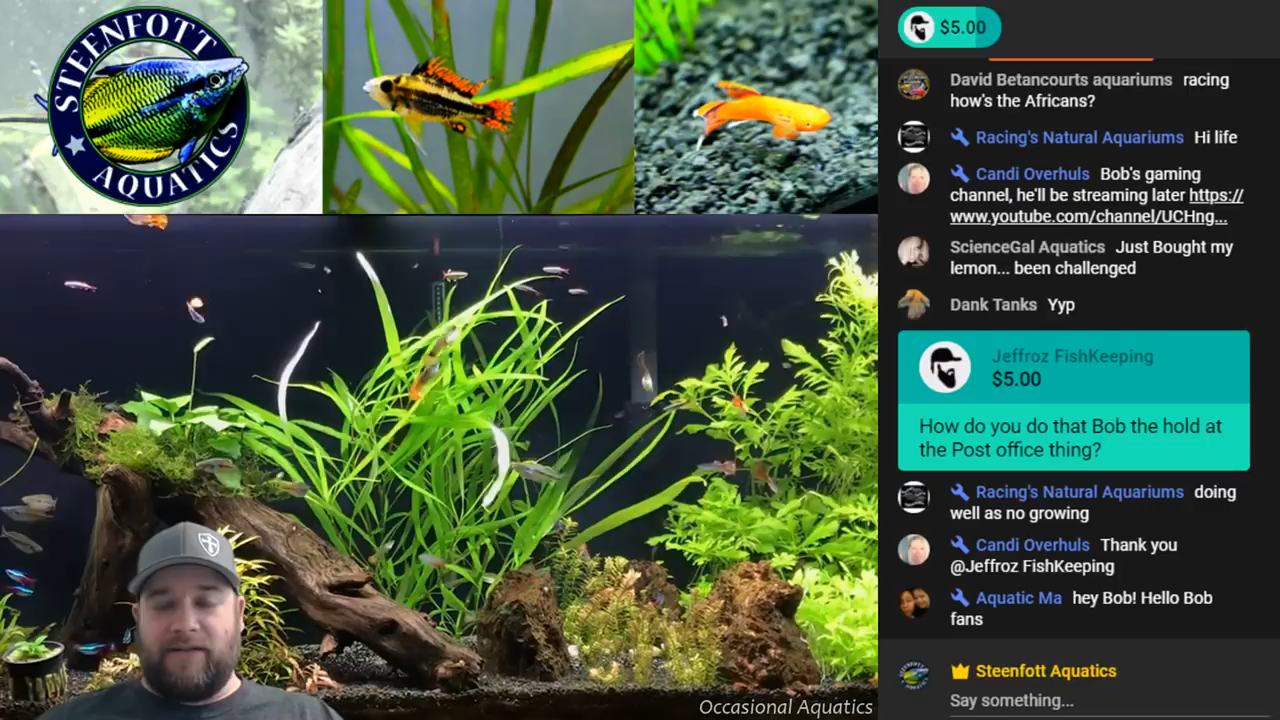 STEENFOTT
AQUATICS
$5.00
David Betancourts aquariums racing
how's the Africans?
Racing's Natural Aquariums Hi life
Candi Overhuls Bob's gaming
channel, he'll be streaming later https://
www.youtube.com/channel/UCHng...
ScienceGal Aquatics Just Bought my
lemon... been challenged
Dank Tanks Yyp
Jeffroz FishKeeping
$5.00
How do you do that Bob the hold at
the Post office thing?
Racing's Natural Aquariums doing
well as no growing
Candi Overhuls Thank you
@Jeffroz FishKeeping
Aquatic Ma hey Bob! Hello Bob
fans
Steenfott Aquatics
Say something...
Occasional Aquatics